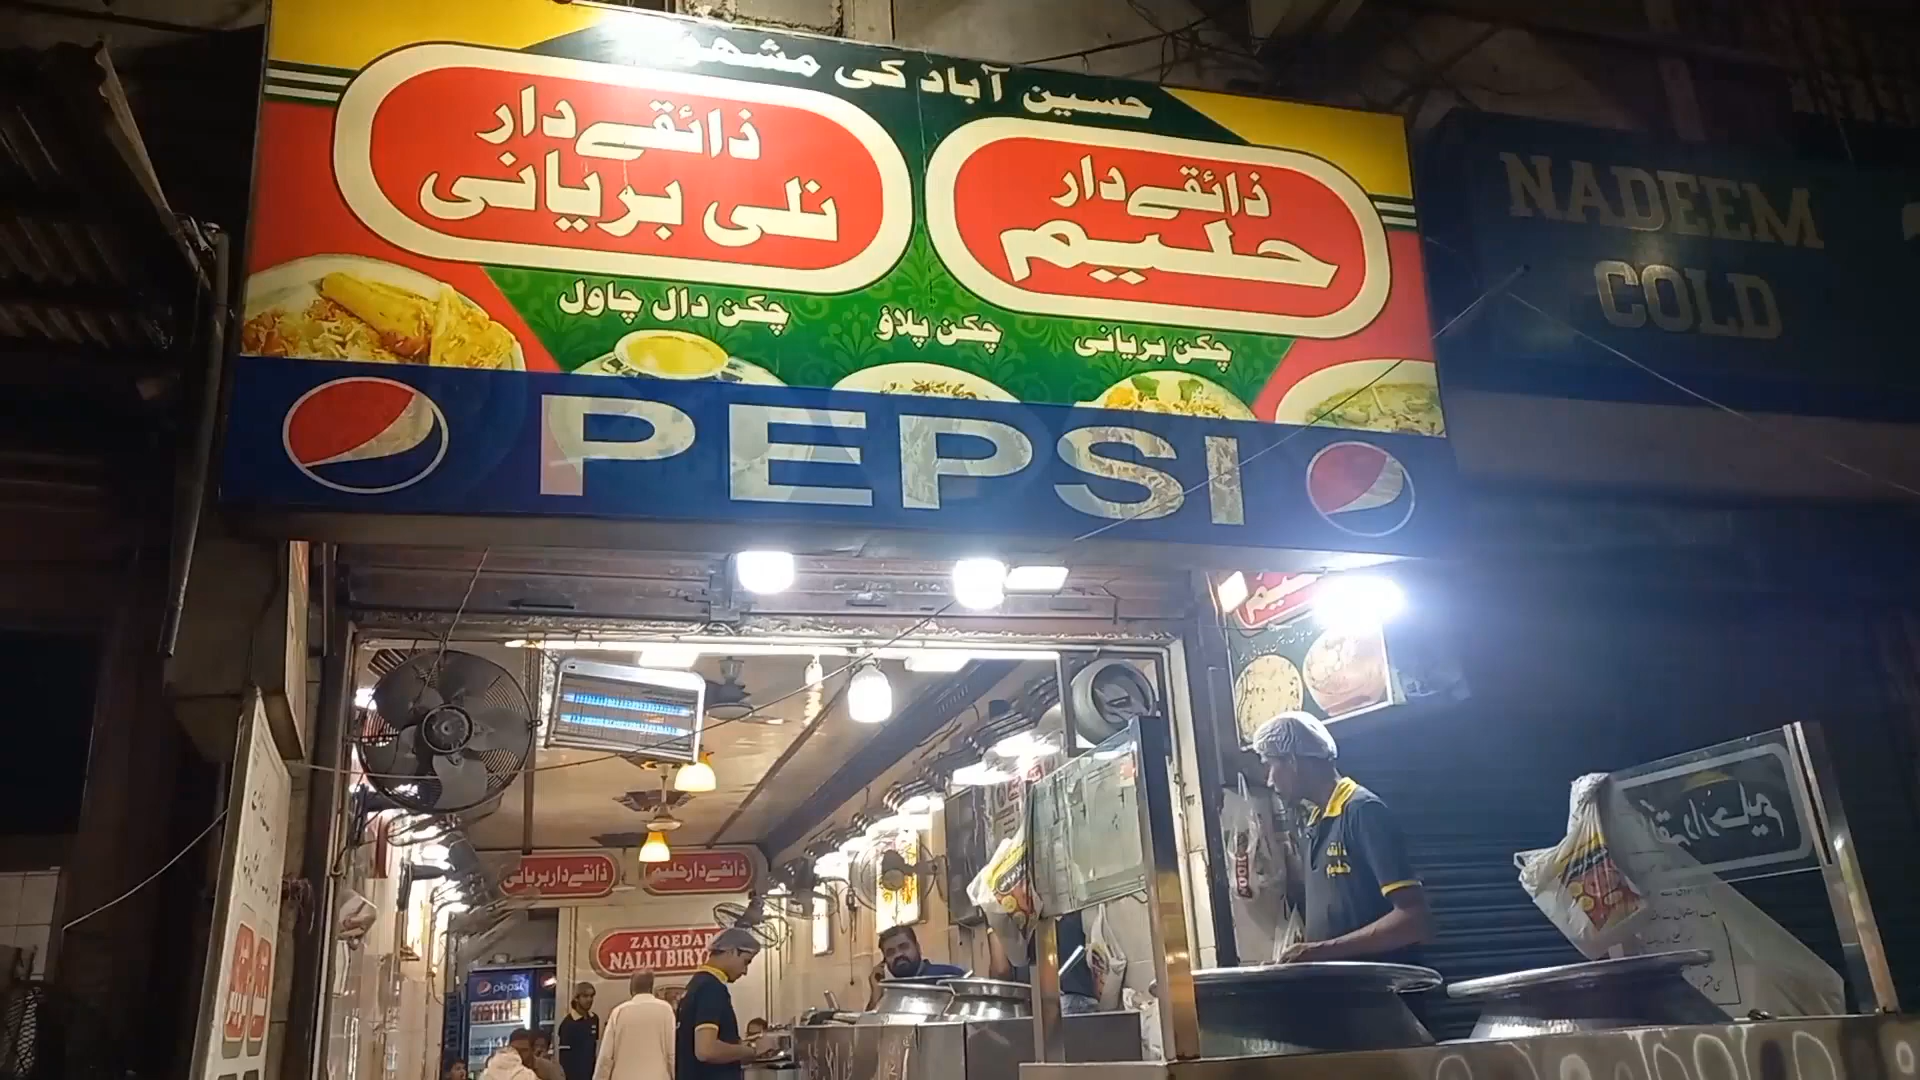 حسین آباد کی مشہور
ذائقے دار
حلیم
ذائقے دار
نلی بریانی
چکن بریانی
چکن پلاؤ
چکن دال چاول
PEPSI
NADEEM
COLD
ذائقے دار حلیم
ذائقے دار بریانی
ZAIQEDAR
NALLI BIRY
pepsi
حلیم
ذائقے دار حلیم